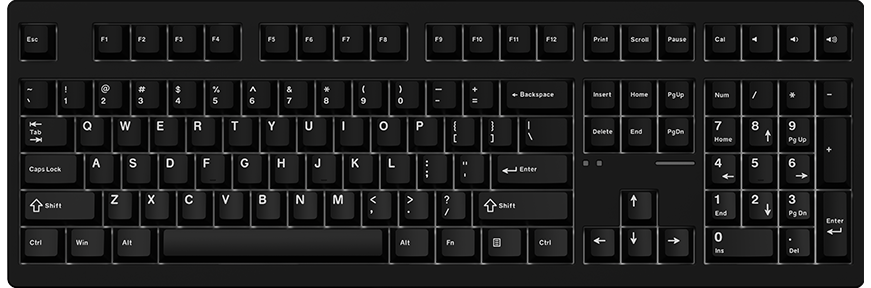 Esc F1 F2 F3 F4 F5 F6 F7 F8 F9 F10 F11 F12 Print Scroll Pause Cal
~ ! @ # $ % ^ & * ( ) — +
` 1 2 3 4 5 6 7 8 9 0 - = ← Backspace Insert Home PgUp Num / * −
Tab Q W E R T Y U I O P { [ } ] | \ Delete End PgDn 7 Home 8 ↑ 9 Pg Up +
Caps Lock A S D F G H J K L : ; " ' Enter 4 ← 5 6 →
Shift Z X C V B N M < , > . ? / Shift ↑ 1 End 2 ↓ 3 Pg Dn Enter
Ctrl Win Alt Alt Fn Ctrl ← ↓ → 0 Ins . Del